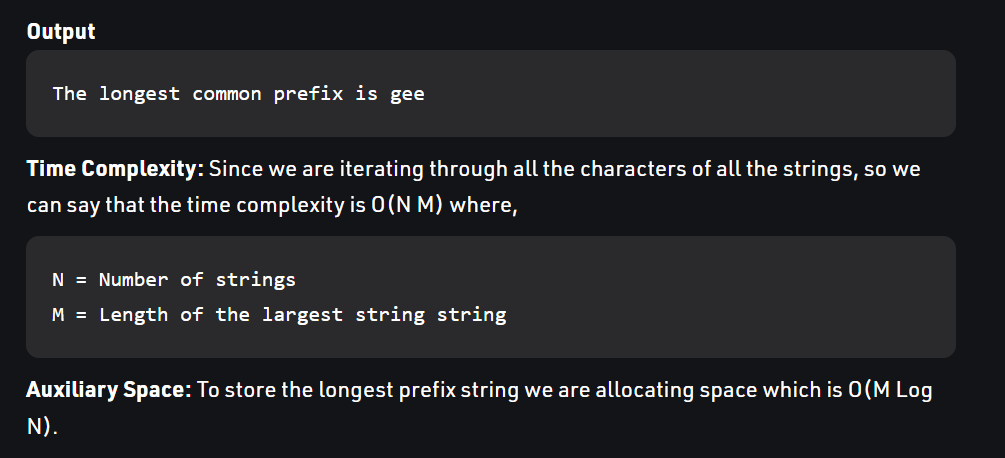 Output
The longest common prefix is gee
Time Complexity: Since we are iterating through all the characters of all the strings, so we
can say that the time complexity is O(N M) where,
N = Number of strings
M = Length of the largest string string
Auxiliary Space: To store the longest prefix string we are allocating space which is O(M Log
N).